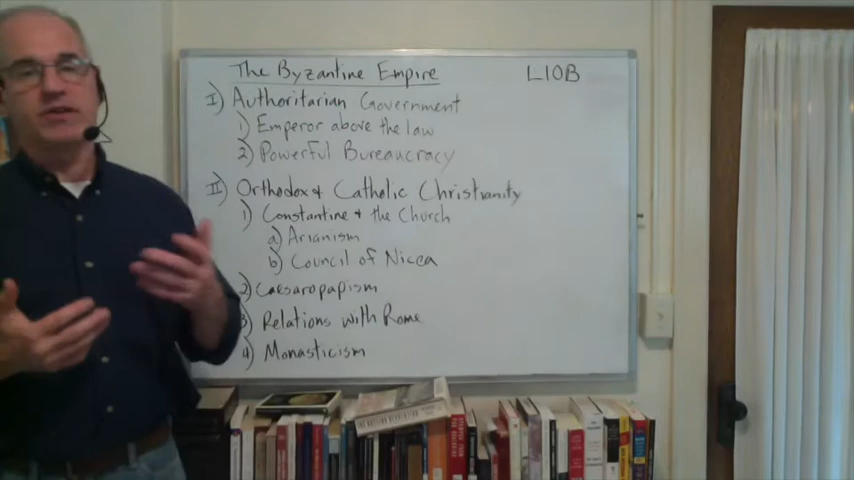 The Byzantine Empire L10B
I) Authoritarian Government
1) Emperor above the law
2) Powerful Bureaucracy
II) Orthodox & Catholic Christianity
1) Constantine & the Church
a) Arianism
b) Council of Nicea
2) Caesaropapism
3) Relations with Rome
4) Monasticism